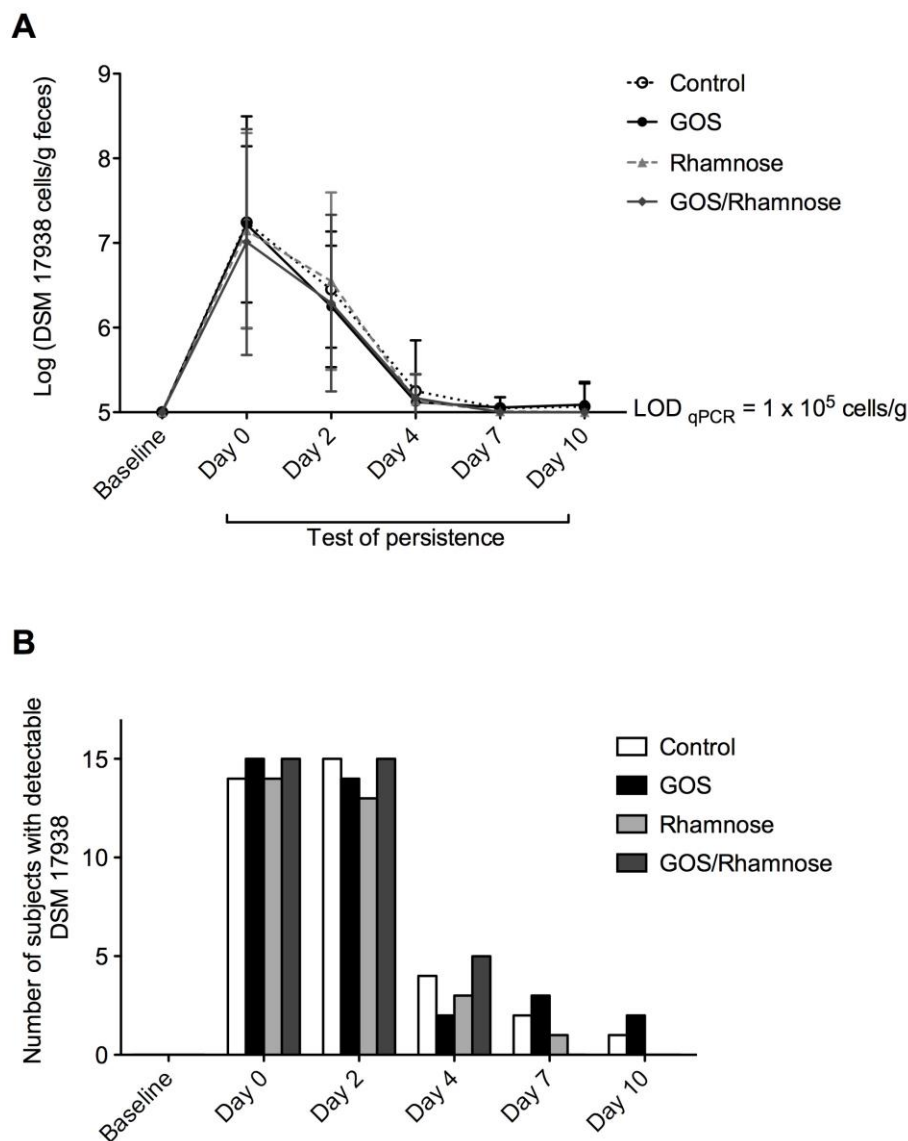 A
Log (DSM 17938 cells/g feces)
9
8
7
6
5
Baseline
Day 0
Day 2
Day 4
Day 7
Day 10
Test of persistence
Control
GOS
Rhamnose
GOS/Rhamnose
LOD qPCR = 1 x 10⁵ cells/g
B
Number of subjects with detectable
DSM 17938
15
10
5
0
Baseline
Day 0
Day 2
Day 4
Day 7
Day 10
Control
GOS
Rhamnose
GOS/Rhamnose